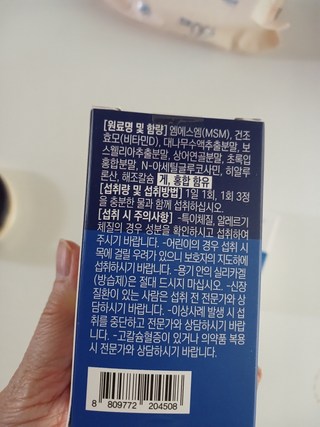 [원료명 및 함량] 엠에스엠(MSM), 건조
효모(비타민D), 대나무수액추출분말, 보
스웰리아추출분말, 상어연골분말, 초록입
홍합분말, N-아세틸글루코사민, 히알루
론산, 해조칼슘 게, 홍합 함유
[섭취량 및 섭취방법] 1일 1회, 1회 3정
을 충분한 물과 함께 섭취하십시오.
[섭취 시 주의사항] -특이체질, 알레르기
체질의 경우 성분을 확인하시고 섭취하여
주시기 바랍니다. -어린이의 경우 섭취 시
목에 걸릴 우려가 있으니 보호자의 지도하에
섭취하시기 바랍니다. -용기 안의 실리카겔
(방습제)은 절대 드시지 마십시오. -신장
질환이 있는 사람은 섭취 전 전문가와 상
담하시기 바랍니다. -이상사례 발생 시 섭
취를 중단하고 전문가와 상담하시기 바랍
니다. -고칼슘혈증이 있거나 의약품 복용
시 전문가와 상담하시기 바랍니다.
8 809772 204508